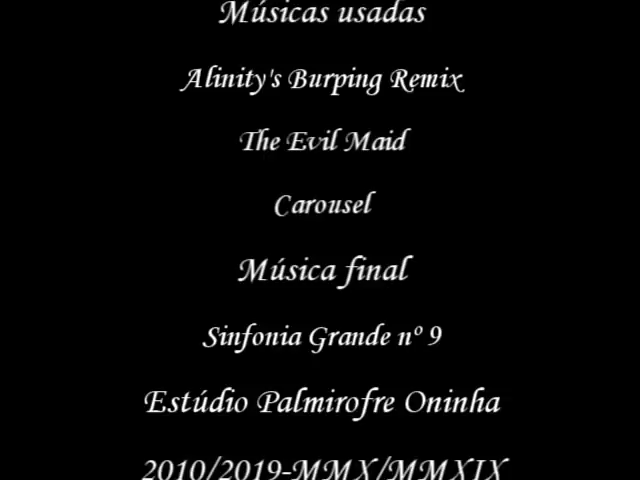 Músicas usadas
Alinity's Burping Remix
The Evil Maid
Carousel
Música final
Sinfonia Grande nº 9
Estúdio Palmirofre Oninha
2010/2019-MMX/MMXIX